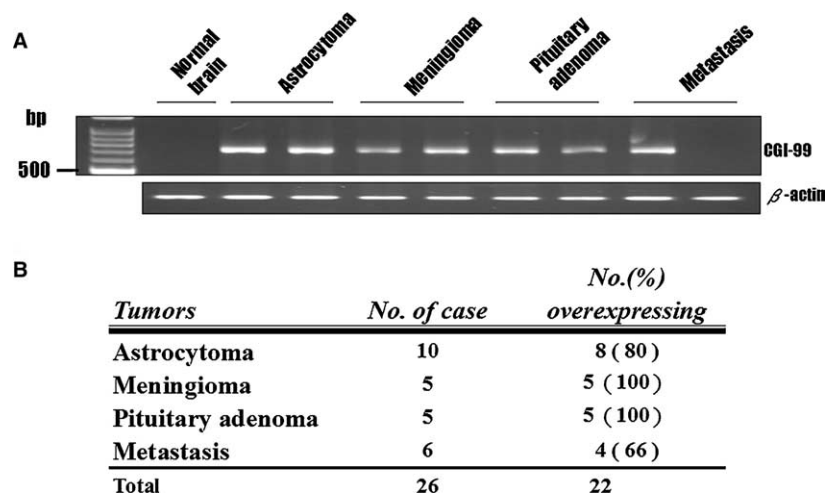 A
Normal brain
Astrocytoma
Meningioma
Pituitary adenoma
Metastasis
bp
500
CGI-99
β-actin
B
Tumors No. of case No.(%) overexpressing
Astrocytoma 10 8 ( 80 )
Meningioma 5 5 ( 100 )
Pituitary adenoma 5 5 ( 100 )
Metastasis 6 4 ( 66 )
Total 26 22